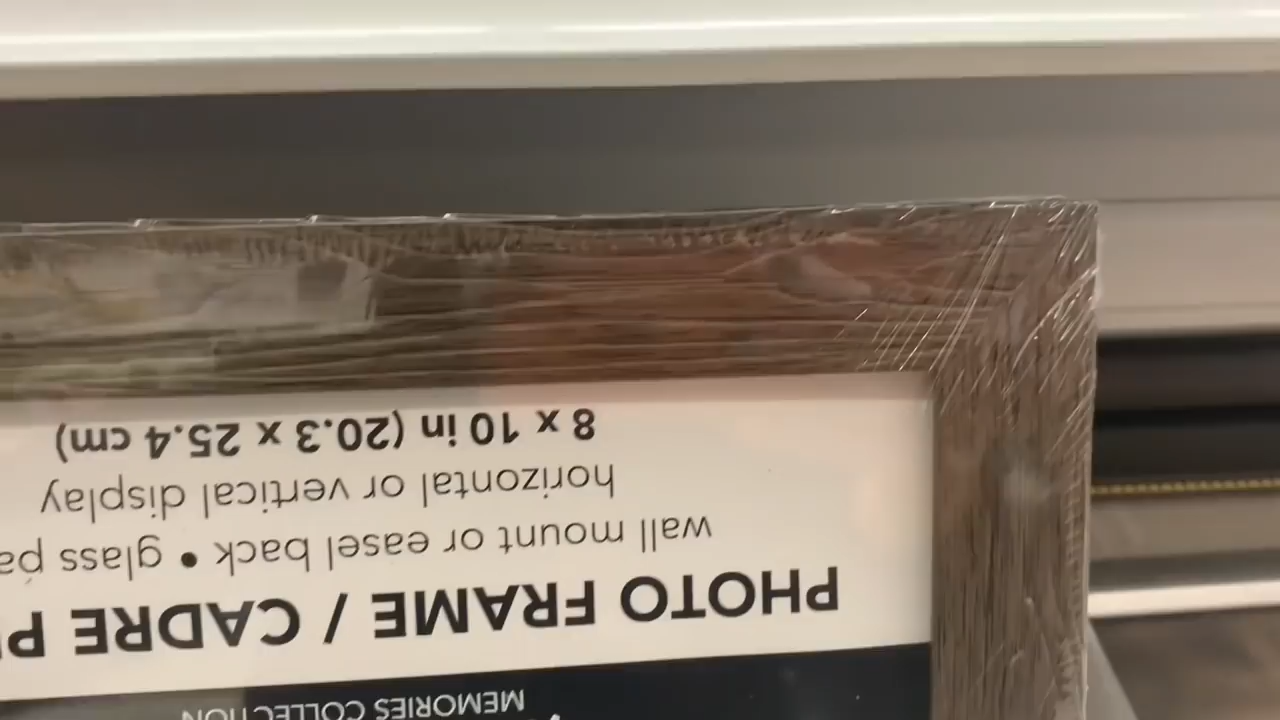 MEMORIES COLLECTION
PHOTO FRAME / CADRE
wall mount or easel back • glass
horizontal or vertical display
8 x 10 in (20.3 x 25.4 cm)